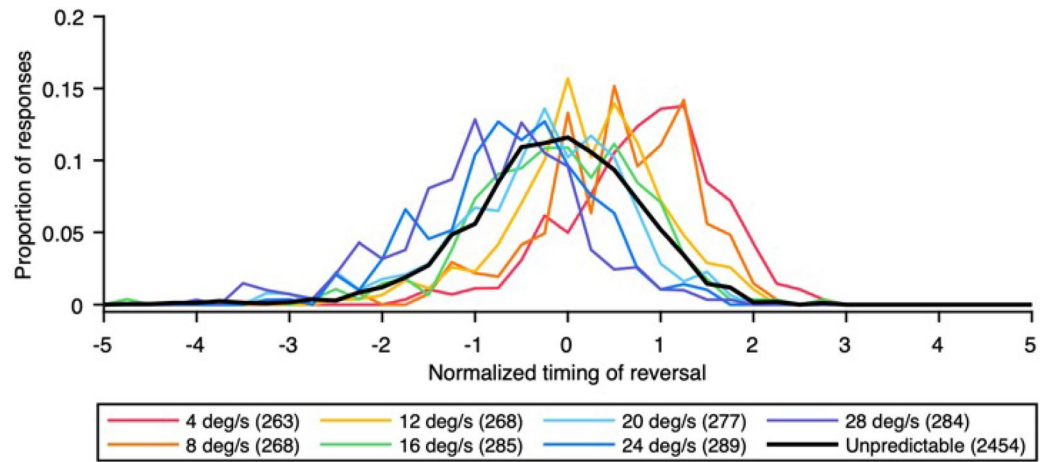 0.2
0.15
0.1
0.05
0
Proportion of responses
-5 -4 -3 -2 -1 0 1 2 3 4 5
Normalized timing of reversal
4 deg/s (263) 12 deg/s (268) 20 deg/s (277) 28 deg/s (284)
8 deg/s (268) 16 deg/s (285) 24 deg/s (289) Unpredictable (2454)